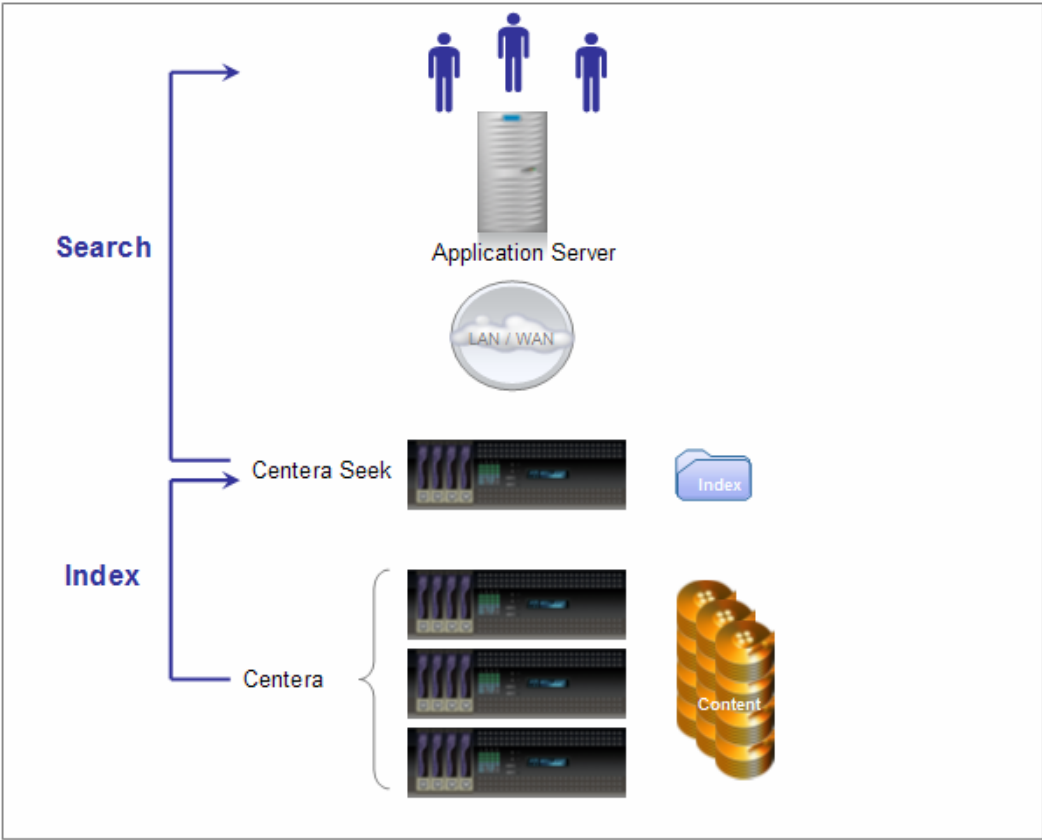 Search
Application Server
LAN / WAN
Centera Seek
Index
Index
Centera
Content